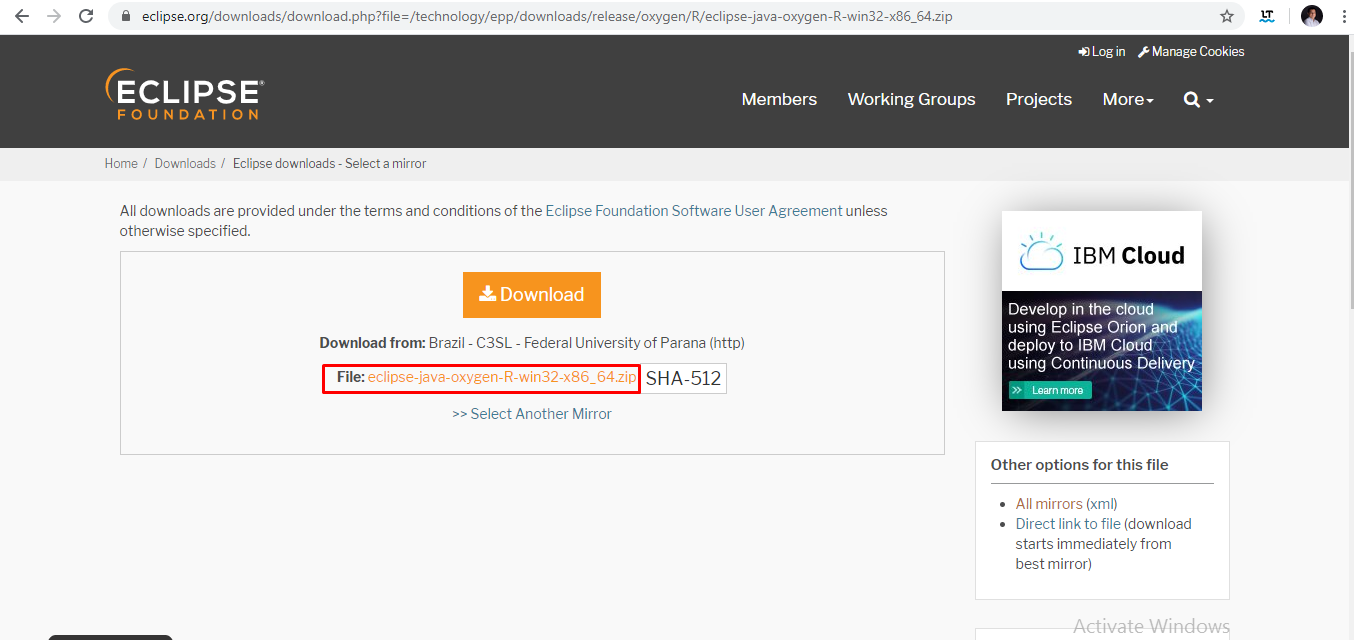 eclipse.org/downloads/download.php?file=/technology/epp/downloads/release/oxygen/R/eclipse-java-oxygen-R-win32-x86_64.zip
LT
Log in Manage Cookies
ECLIPSE®
FOUNDATION
Members Working Groups Projects More
Home / Downloads / Eclipse downloads - Select a mirror
All downloads are provided under the terms and conditions of the Eclipse Foundation Software User Agreement unless
otherwise specified.
Download
Download from: Brazil - C3SL - Federal University of Parana (http)
File: eclipse-java-oxygen-R-win32-x86_64.zip SHA-512
>> Select Another Mirror
IBM Cloud
Develop in the cloud
using Eclipse Orion and
deploy to IBM Cloud
using Continuous Delivery
>> Learn more
Other options for this file
• All mirrors (xml)
• Direct link to file (download
starts immediately from
best mirror)
Activate Windows